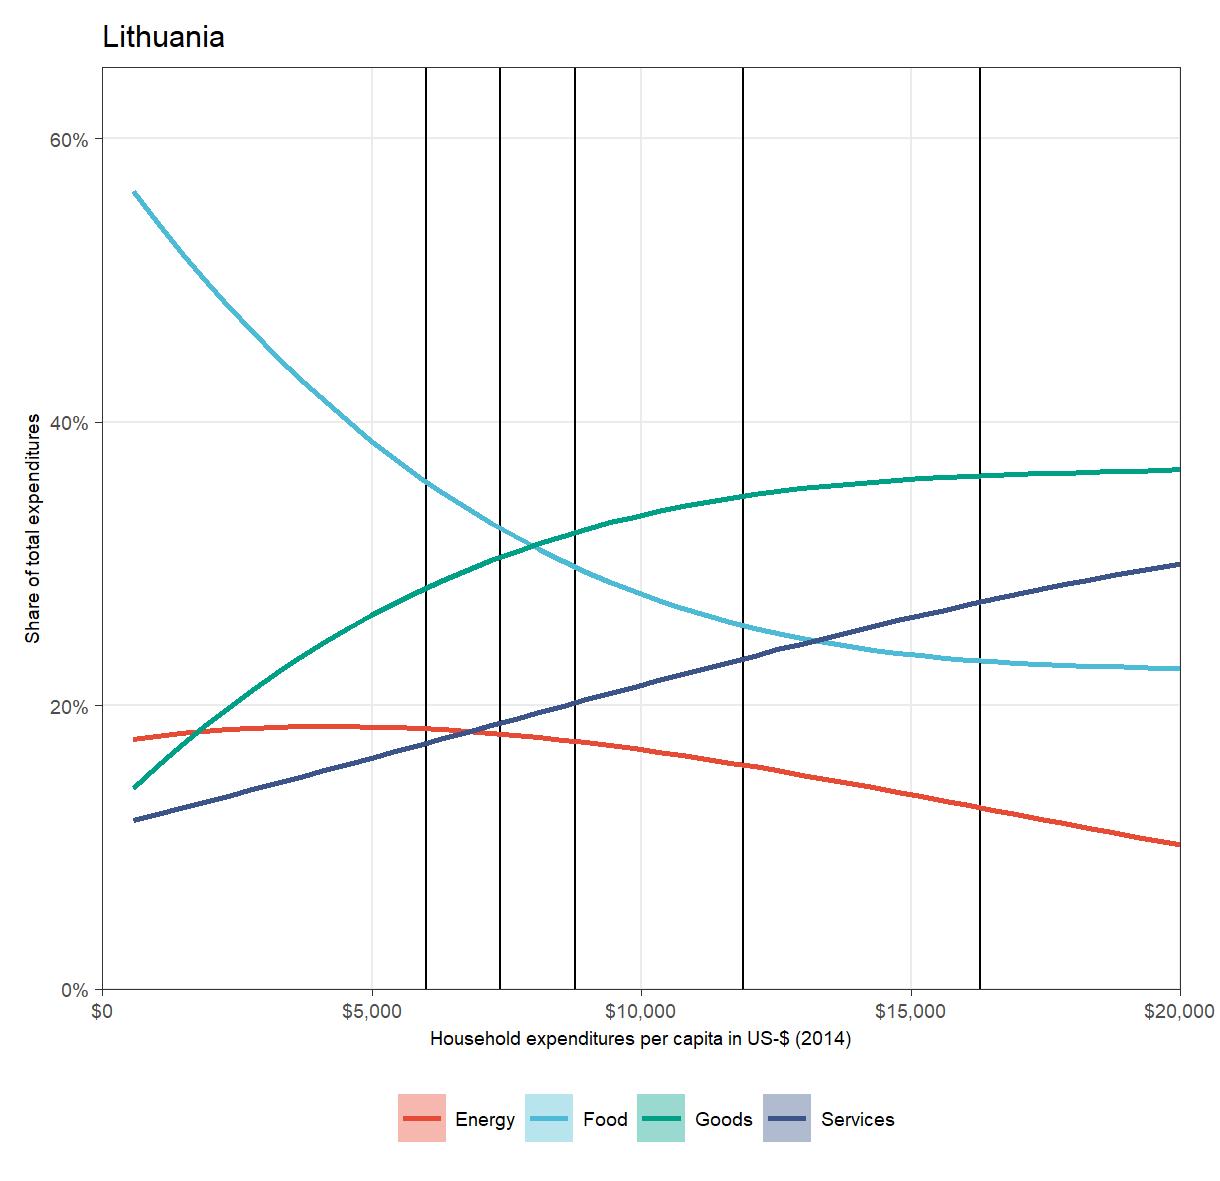 Lithuania
60%
40%
20%
0%
Share of total expenditures
$0 $5,000 $10,000 $15,000 $20,000
Household expenditures per capita in US-$ (2014)
Energy Food Goods Services